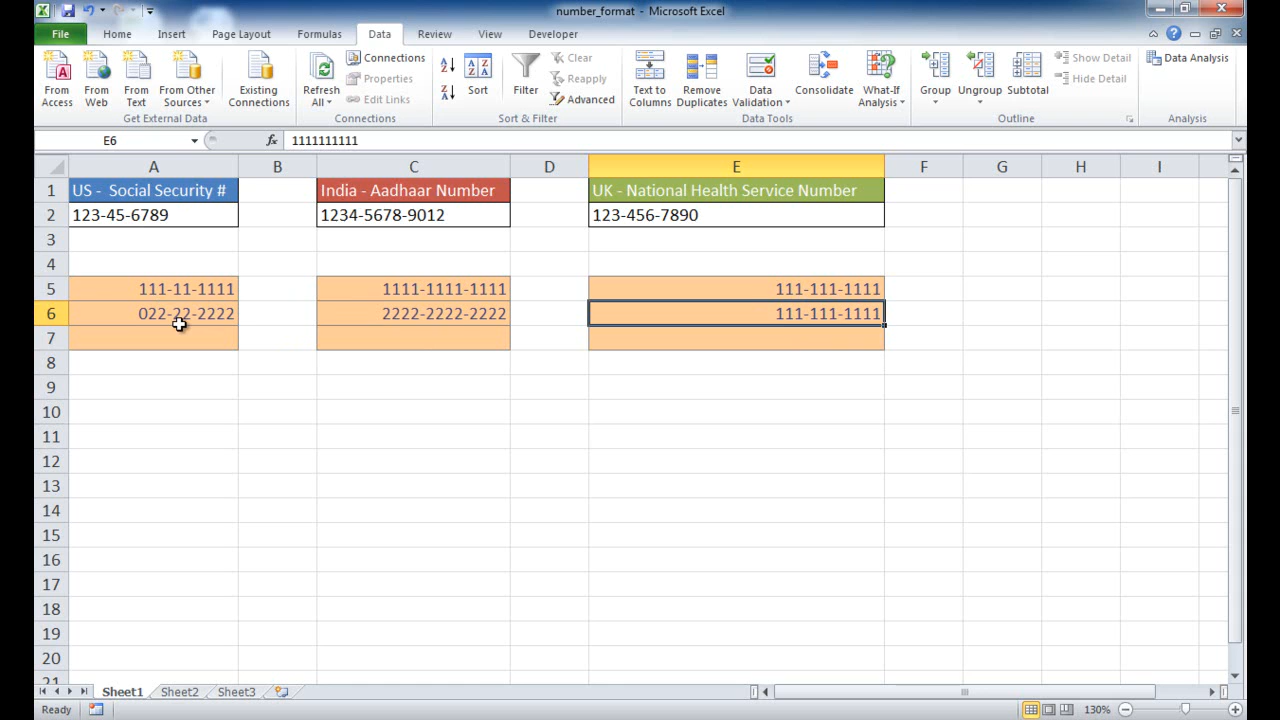 number_format - Microsoft Excel
File Home Insert Page Layout Formulas Data Review View Developer
From Access
From Web
From Text
From Other Sources
Existing Connections
Refresh All
Connections
Properties
Edit Links
Sort
Filter
Clear
Reapply
Advanced
Text to Columns
Remove Duplicates
Data Validation
Consolidate
What-If Analysis
Group
Ungroup
Subtotal
Show Detail
Hide Detail
Data Analysis
Get External Data Connections Sort & Filter Data Tools Outline Analysis
E6 fx 1111111111
A B C D E F G H I
1 US - Social Security # India - Aadhaar Number UK - National Health Service Number
2 123-45-6789 1234-5678-9012 123-456-7890
3
4
5 111-11-1111 1111-1111-1111 111-111-1111
6 022-22-2222 2222-2222-2222 111-111-1111
7
8
9
10
11
12
13
14
15
16
17
18
19
20
21
Sheet1 Sheet2 Sheet3
Ready 130%